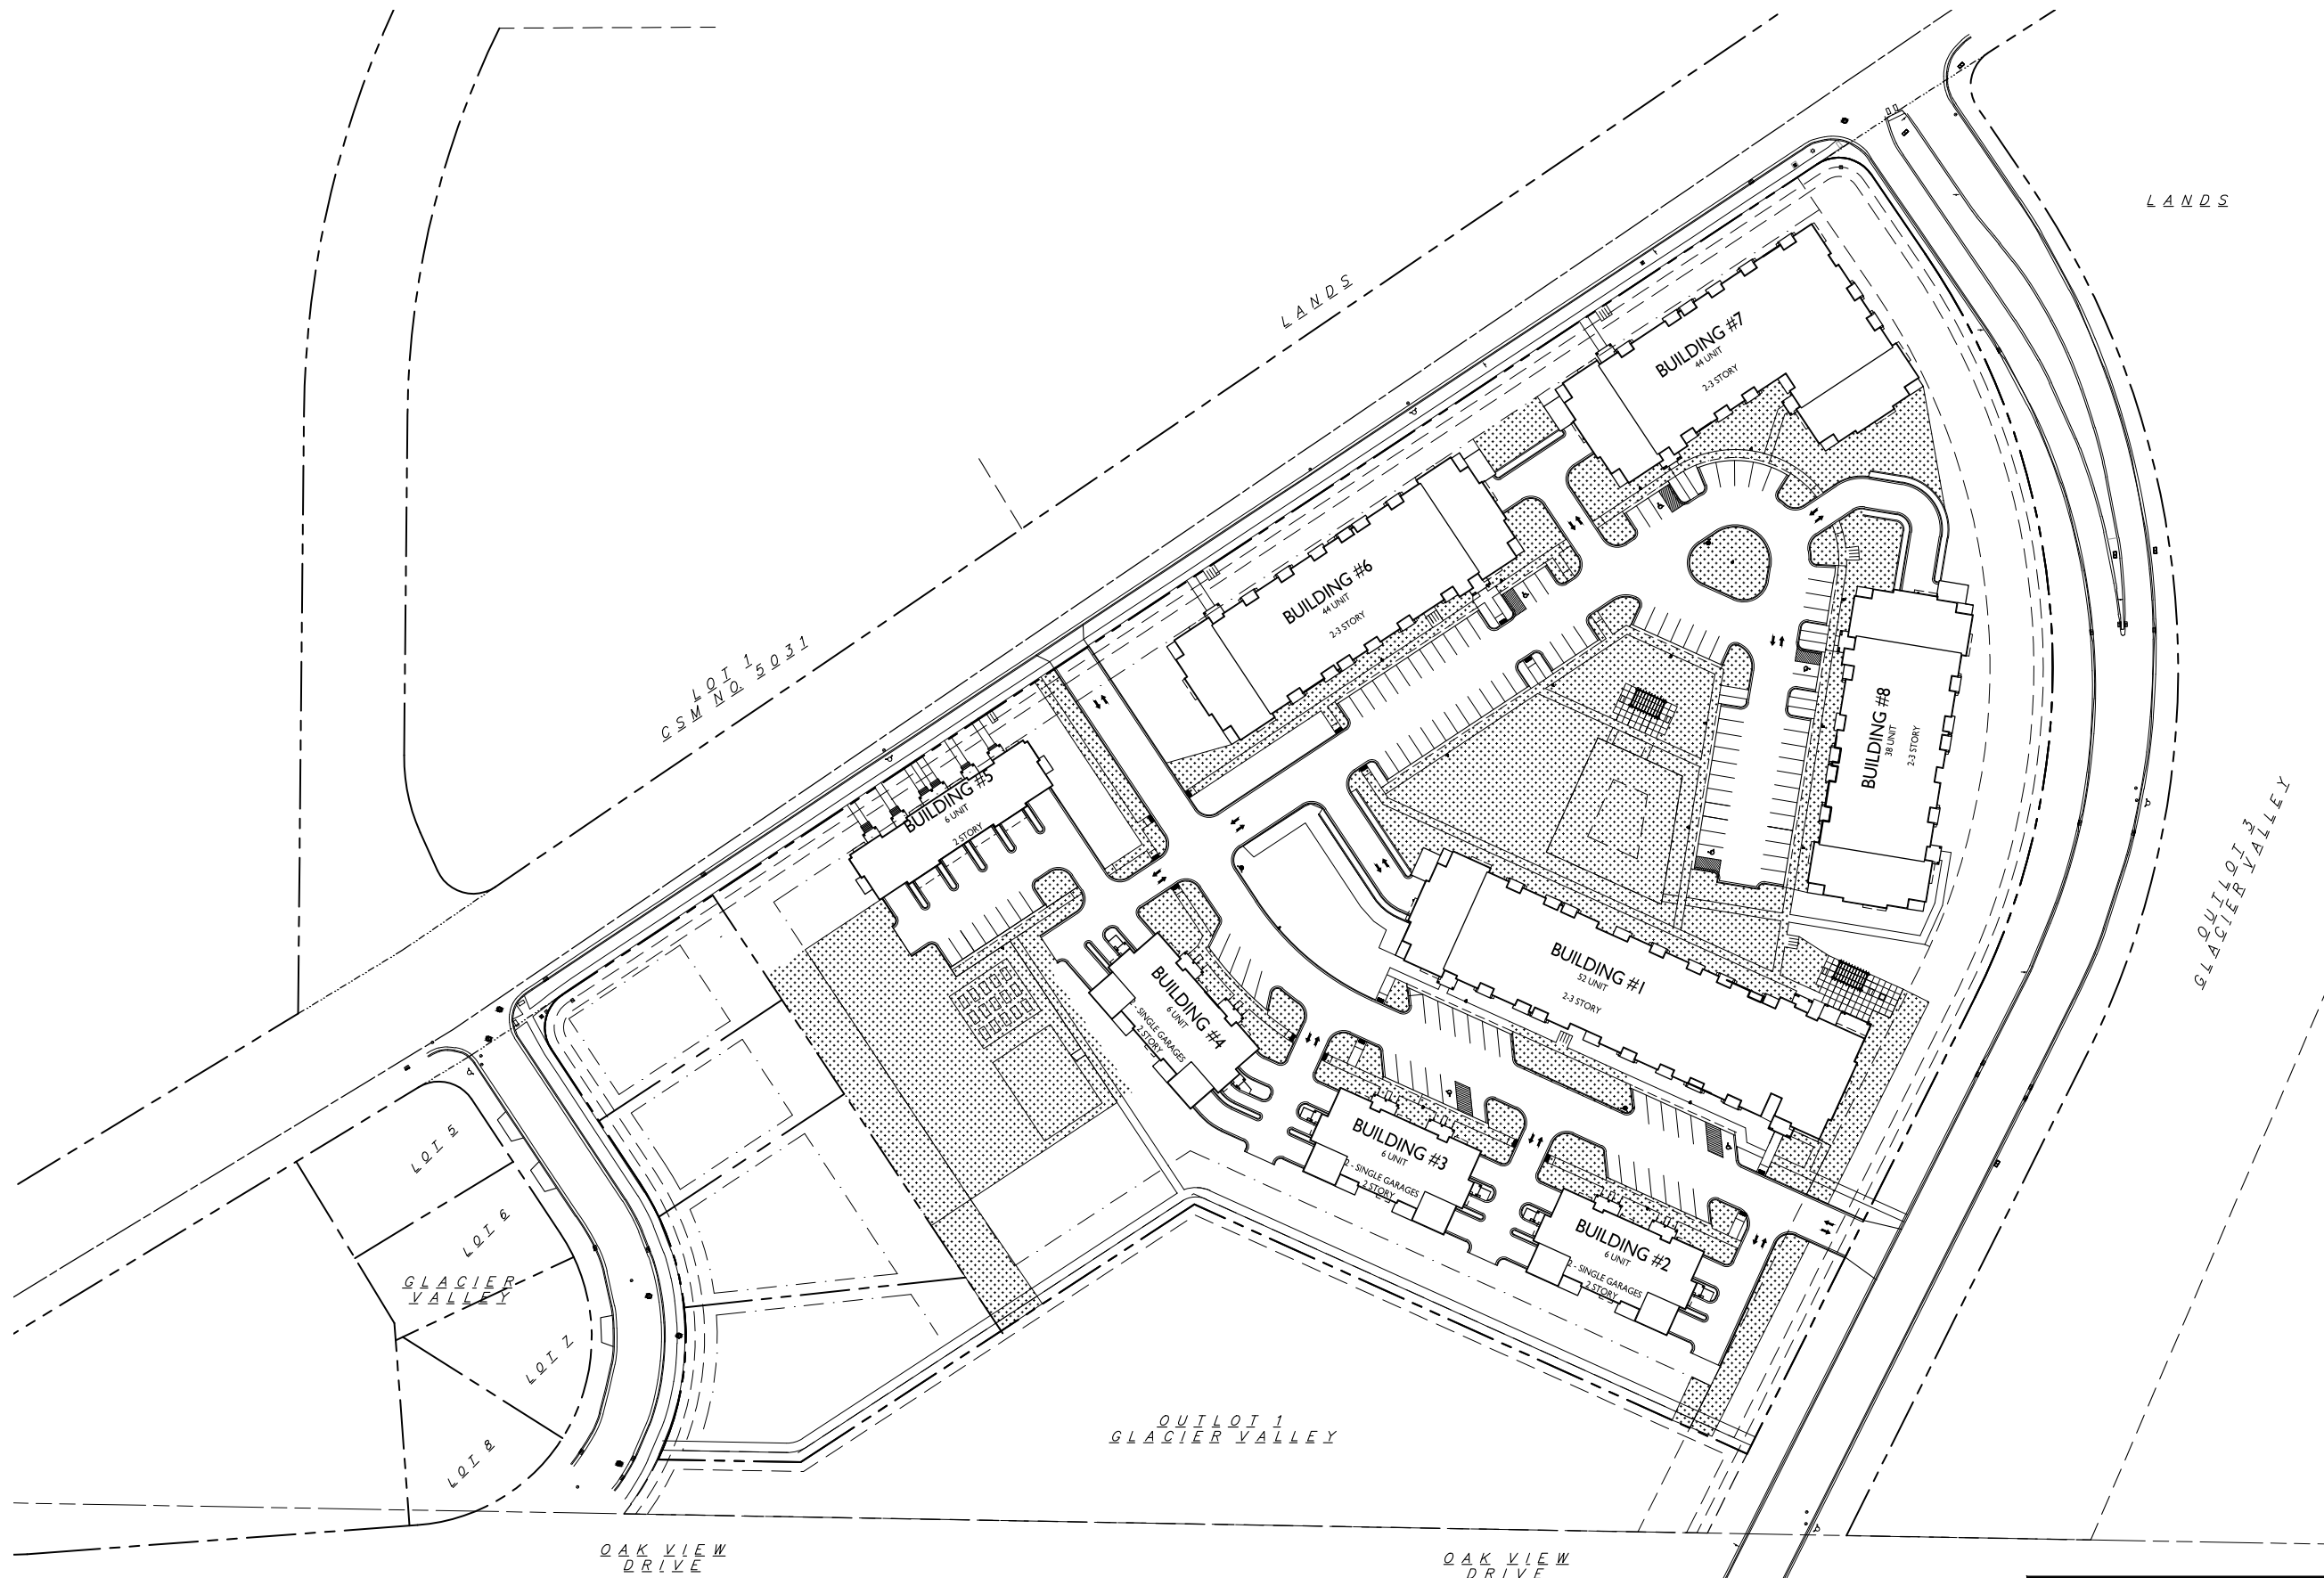 LANDS
LANDS
BUILDING #7
44 UNIT
2-3 STORY
BUILDING #6
44 UNIT
2-3 STORY
LOT 1
CSM NO 5031
BUILDING #8
38 UNIT
2-3 STORY
BUILDING #5
6 UNIT
2 STORY
OUTLOT 3
GLACIER VALLEY
BUILDING #1
52 UNIT
2-3 STORY
BUILDING #4
6 UNIT
- SINGLE GARAGES
2 STORY
BUILDING #3
6 UNIT
2 - SINGLE GARAGES
2 STORY
BUILDING #2
6 UNIT
2 - SINGLE GARAGES
2 STORY
LOT 5
LOT 6
GLACIER
VALLEY
LOT 7
LOT 8
OUTLOT 1
GLACIER VALLEY
OAK VIEW
DRIVE
OAK VIEW
DRIVE